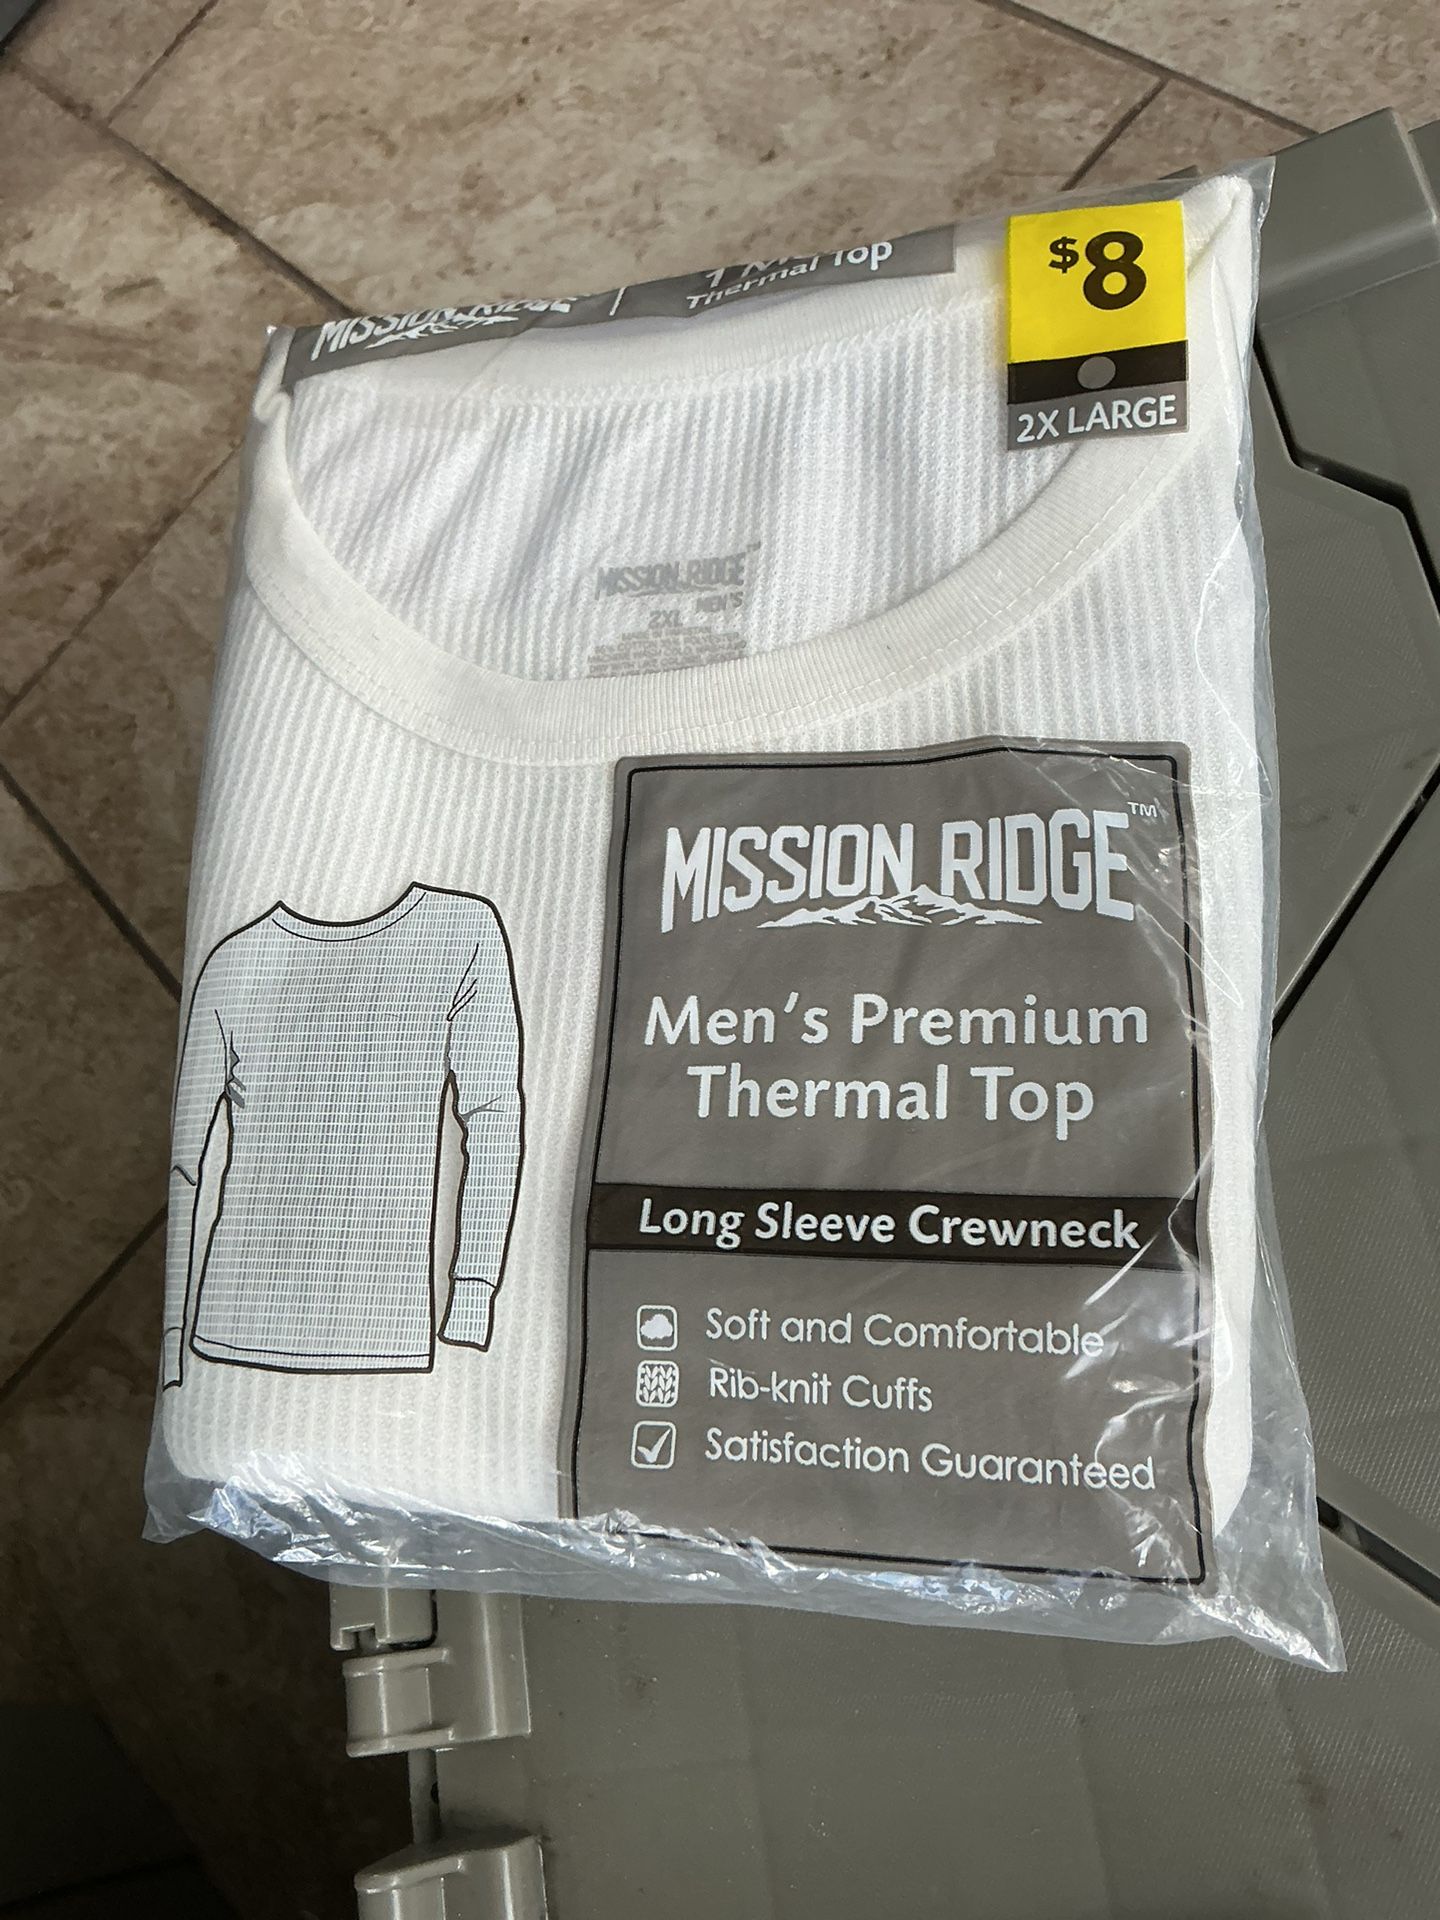 MISSION RIDGE
Thermal Top
$8
2X LARGE
MISSION RIDGE™
MEN'S
2XL
MISSION RIDGE™
Men's Premium
Thermal Top
Long Sleeve Crewneck
Soft and Comfortable
Rib-knit Cuffs
Satisfaction Guaranteed